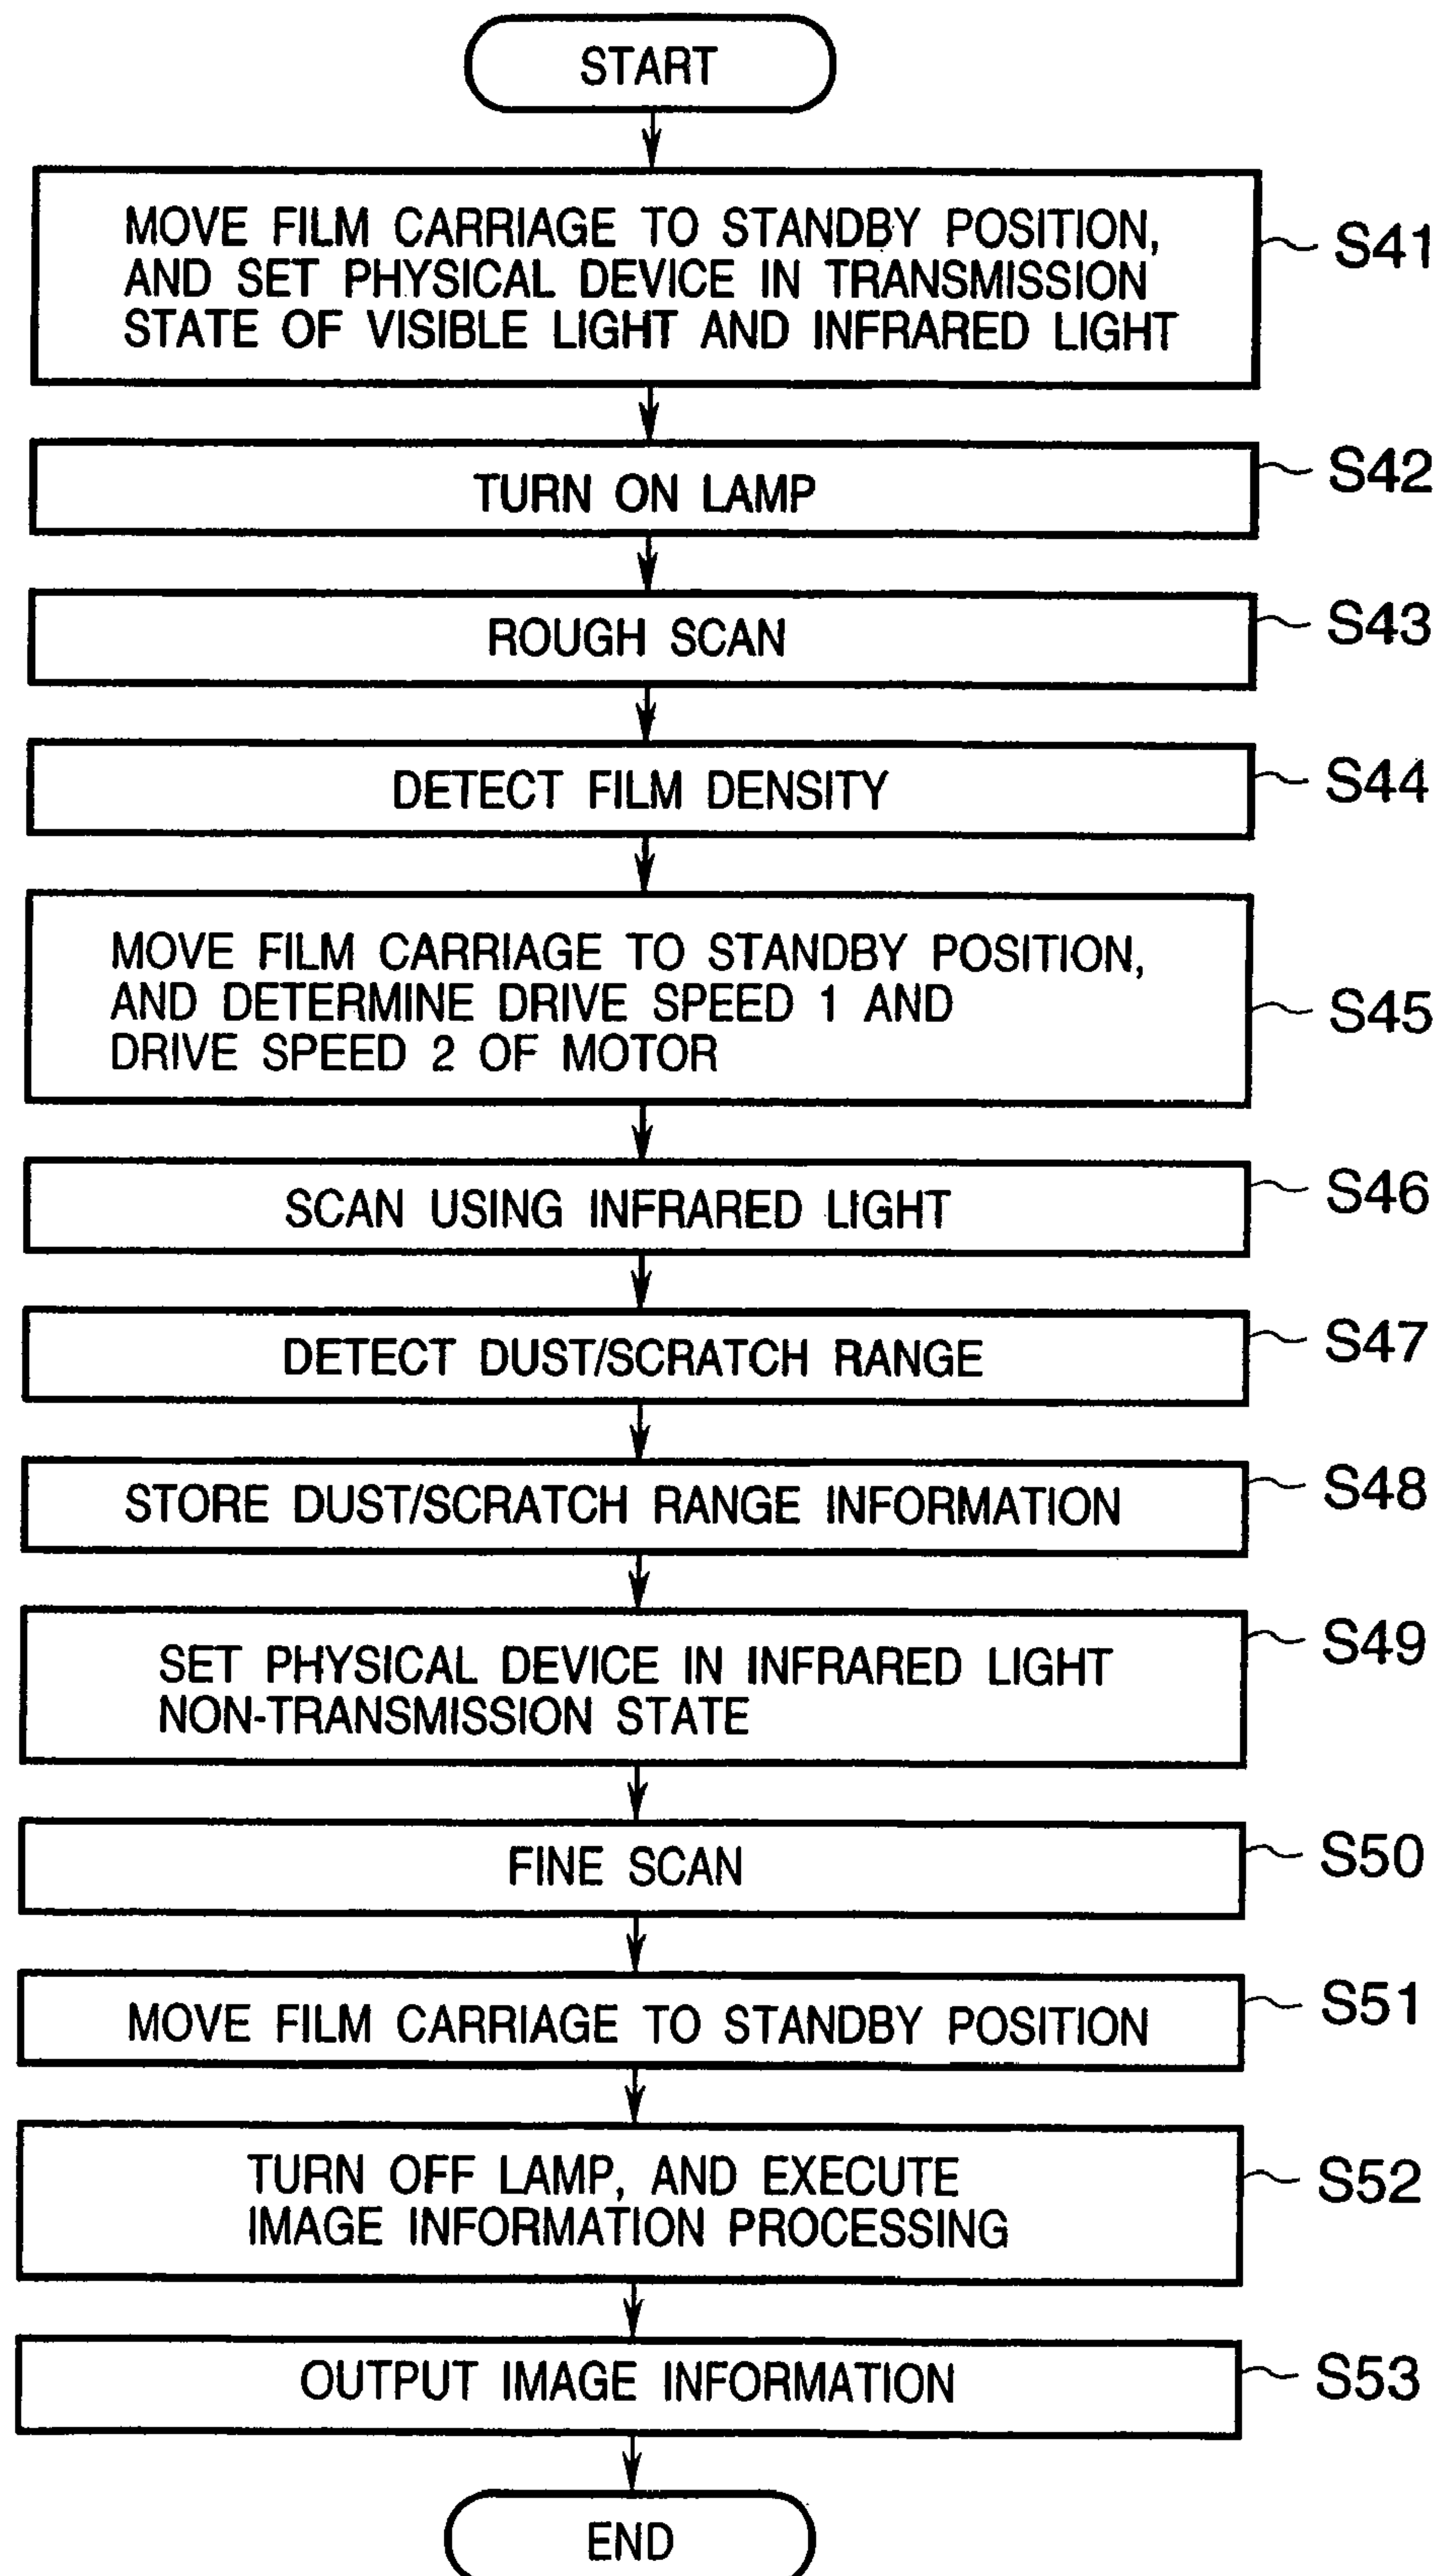 START
MOVE FILM CARRIAGE TO STANDBY POSITION,
AND SET PHYSICAL DEVICE IN TRANSMISSION
STATE OF VISIBLE LIGHT AND INFRARED LIGHT
S41
TURN ON LAMP
S42
ROUGH SCAN
S43
DETECT FILM DENSITY
S44
MOVE FILM CARRIAGE TO STANDBY POSITION,
AND DETERMINE DRIVE SPEED 1 AND
DRIVE SPEED 2 OF MOTOR
S45
SCAN USING INFRARED LIGHT
S46
DETECT DUST/SCRATCH RANGE
S47
STORE DUST/SCRATCH RANGE INFORMATION
S48
SET PHYSICAL DEVICE IN INFRARED LIGHT
NON-TRANSMISSION STATE
S49
FINE SCAN
S50
MOVE FILM CARRIAGE TO STANDBY POSITION
S51
TURN OFF LAMP, AND EXECUTE
IMAGE INFORMATION PROCESSING
S52
OUTPUT IMAGE INFORMATION
S53
END